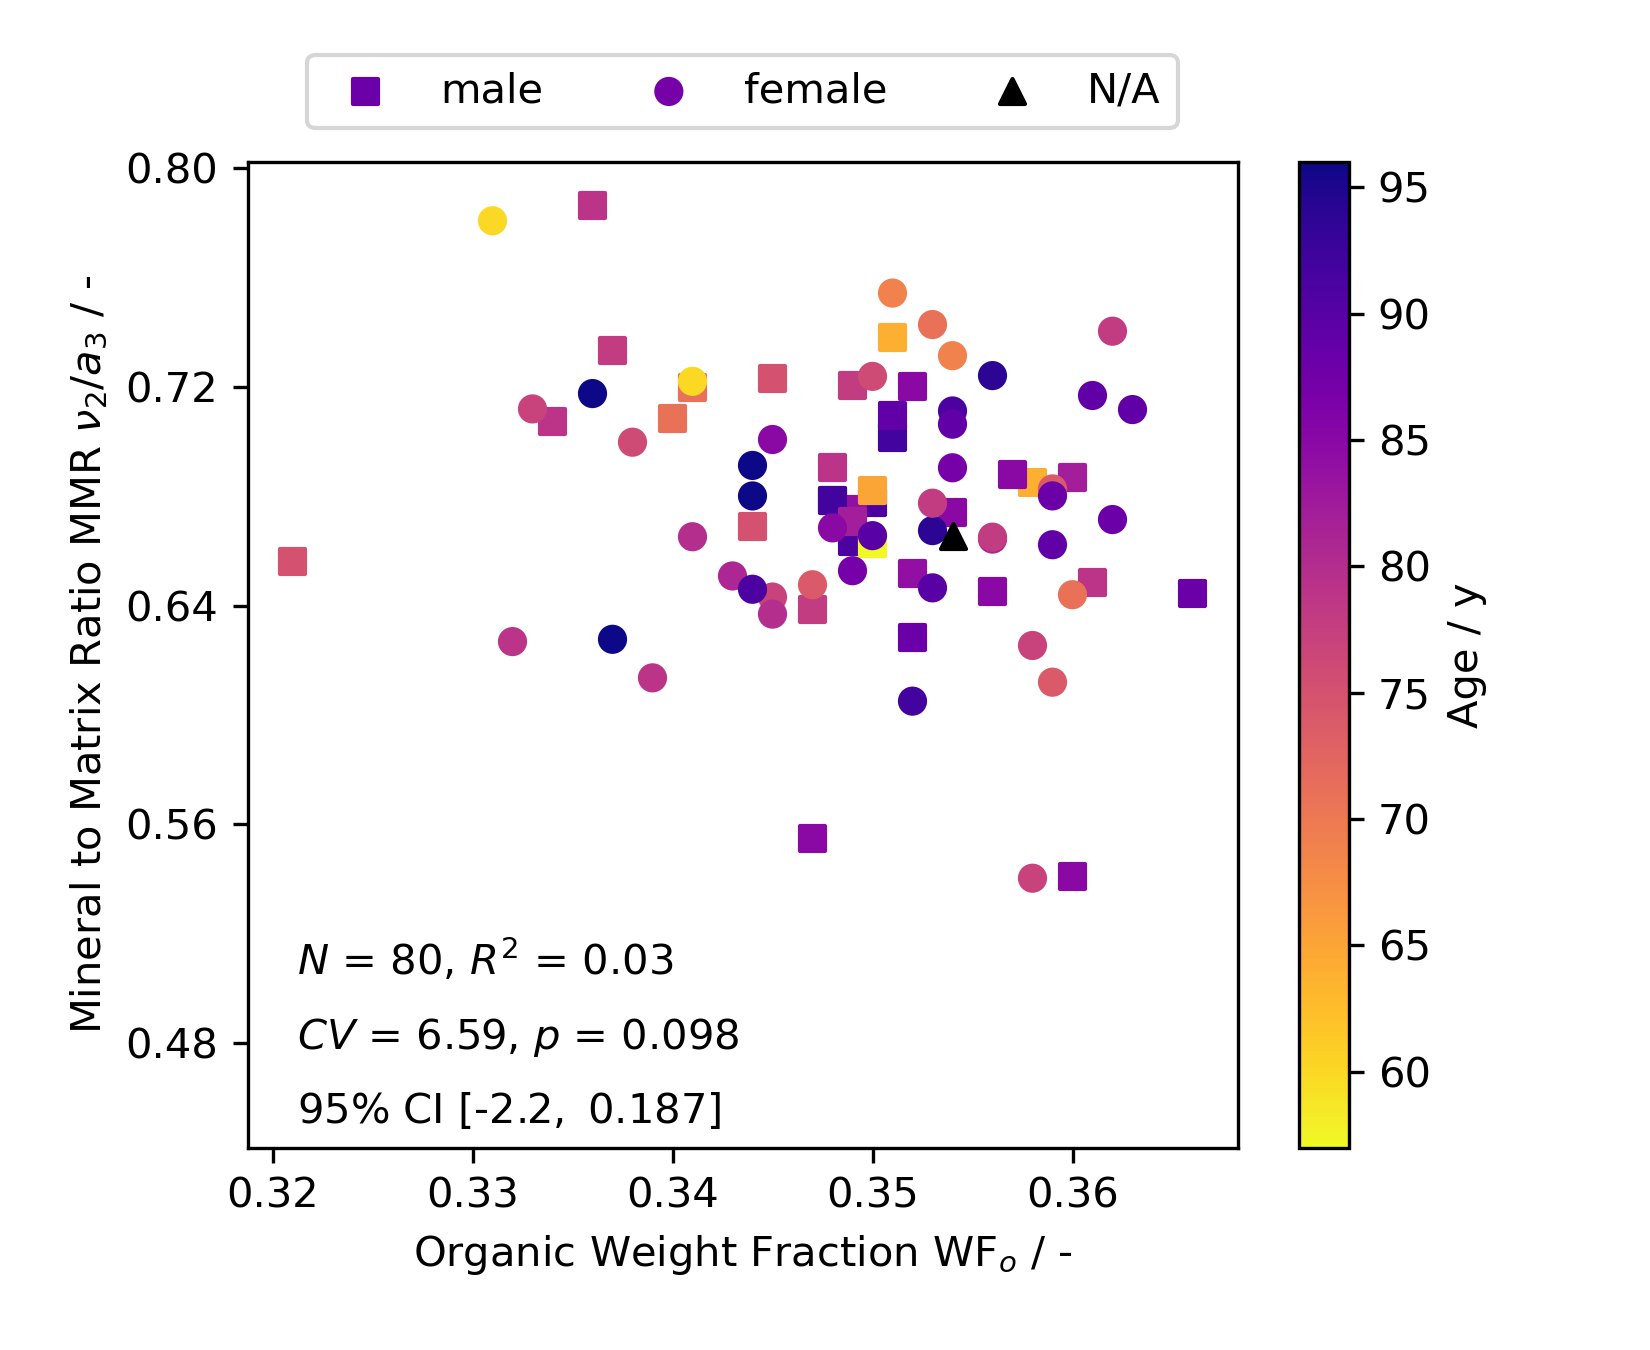 male female N/A
0.80
0.72
0.64
0.56
0.48
Mineral to Matrix Ratio MMR ν₂/a₃ / -
N = 80, R² = 0.03
CV = 6.59, p = 0.098
95% CI [-2.2, 0.187]
0.32 0.33 0.34 0.35 0.36
Organic Weight Fraction WFₒ / -
95
90
85
80
75
70
65
60
Age / y